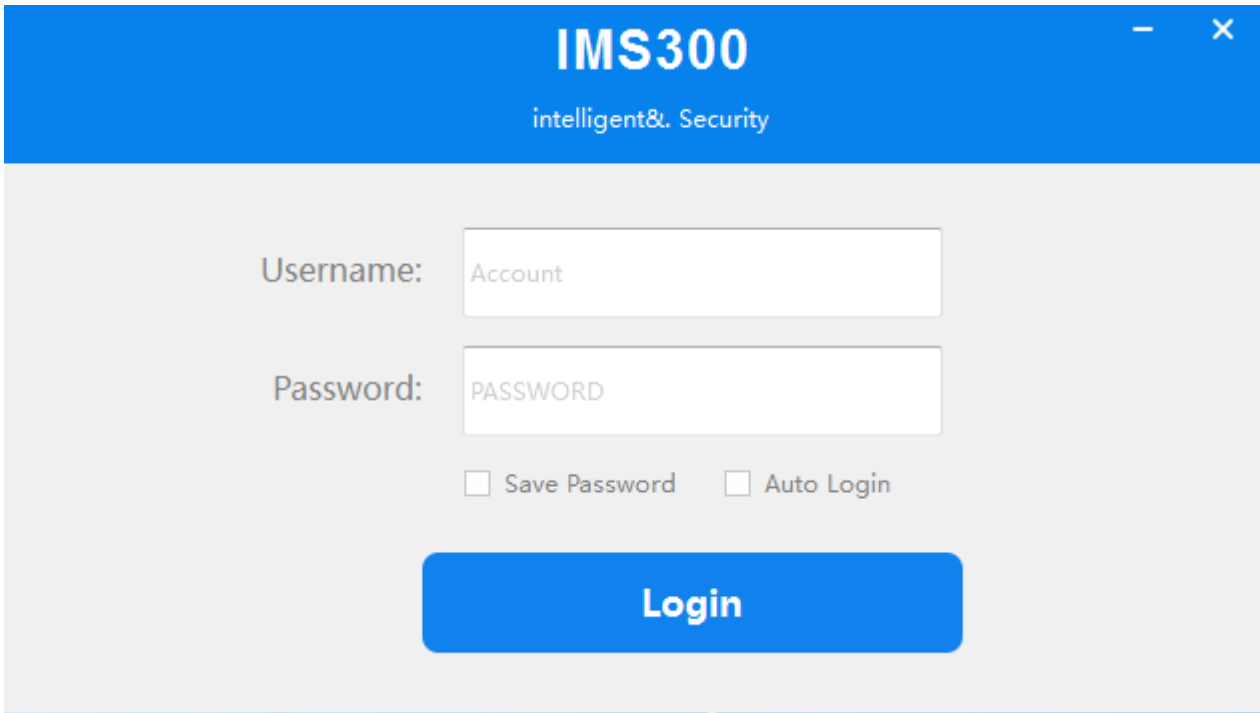 IMS300
intelligent&. Security
Username: Account
Password: PASSWORD
Save Password Auto Login
Login